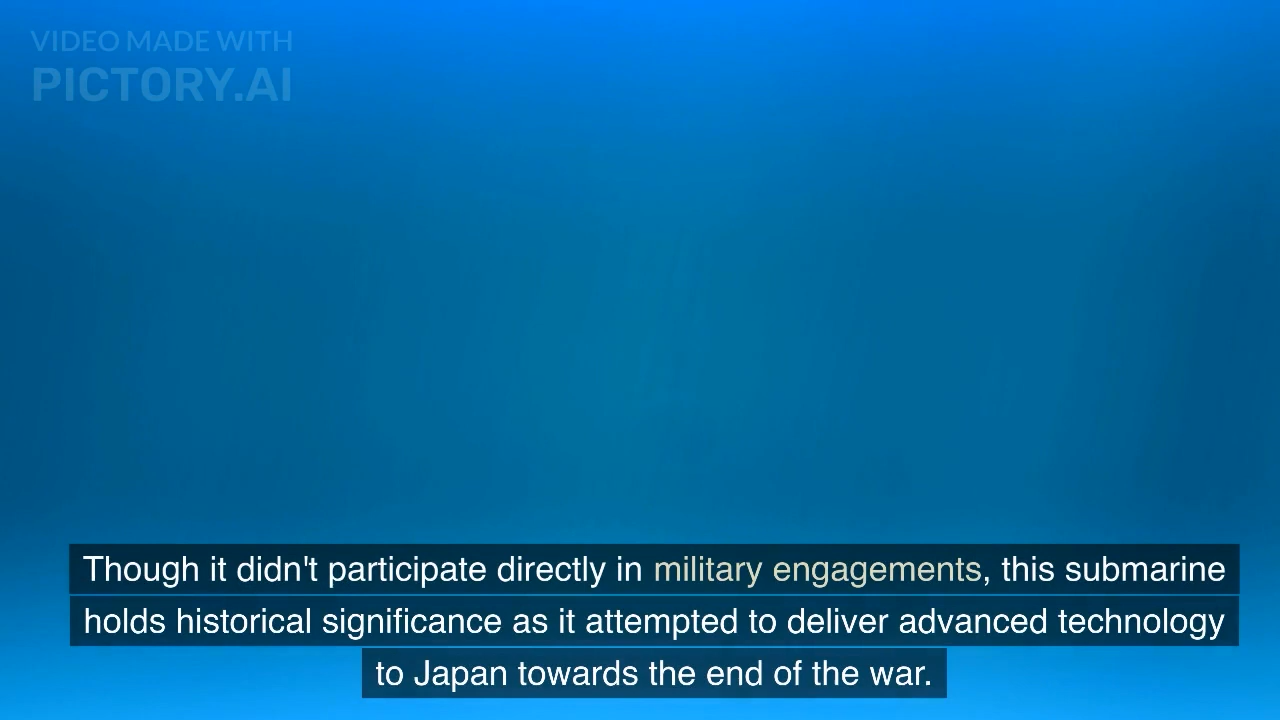 VIDEO MADE WITH
PICTORY.AI
Though it didn't participate directly in military engagements, this submarine
holds historical significance as it attempted to deliver advanced technology
to Japan towards the end of the war.